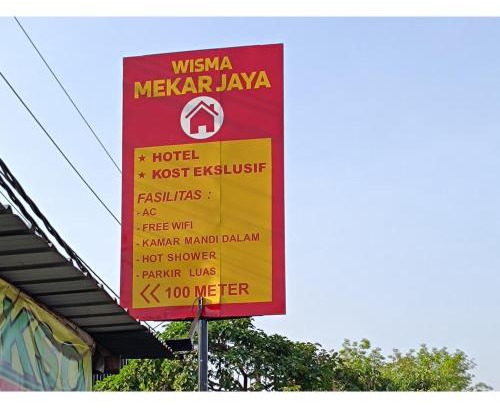 WISMA
MEKAR JAYA
★ HOTEL
★ KOST EKSLUSIF
FASILITAS :
- AC
- FREE WIFI
- KAMAR MANDI DALAM
- HOT SHOWER
- PARKIR LUAS
<< 100 METER